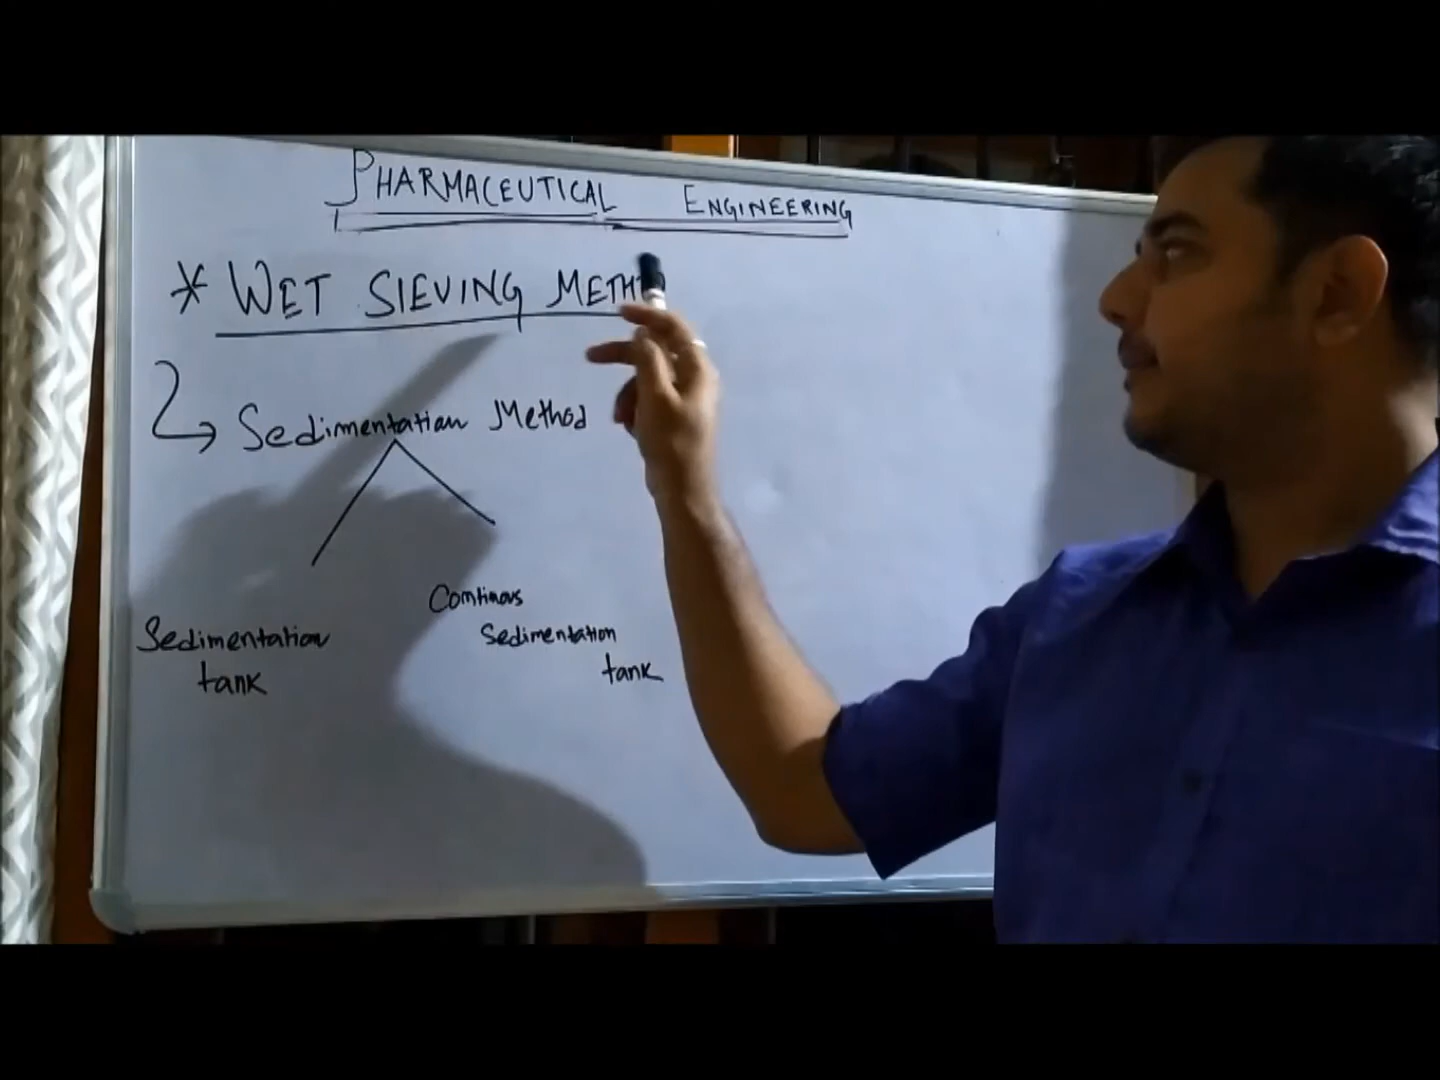 PHARMACEUTICAL ENGINEERING
* WET SIEVING METH
Sedimentation Method
Sedimentation
tank
Continous
Sedimentation
tank